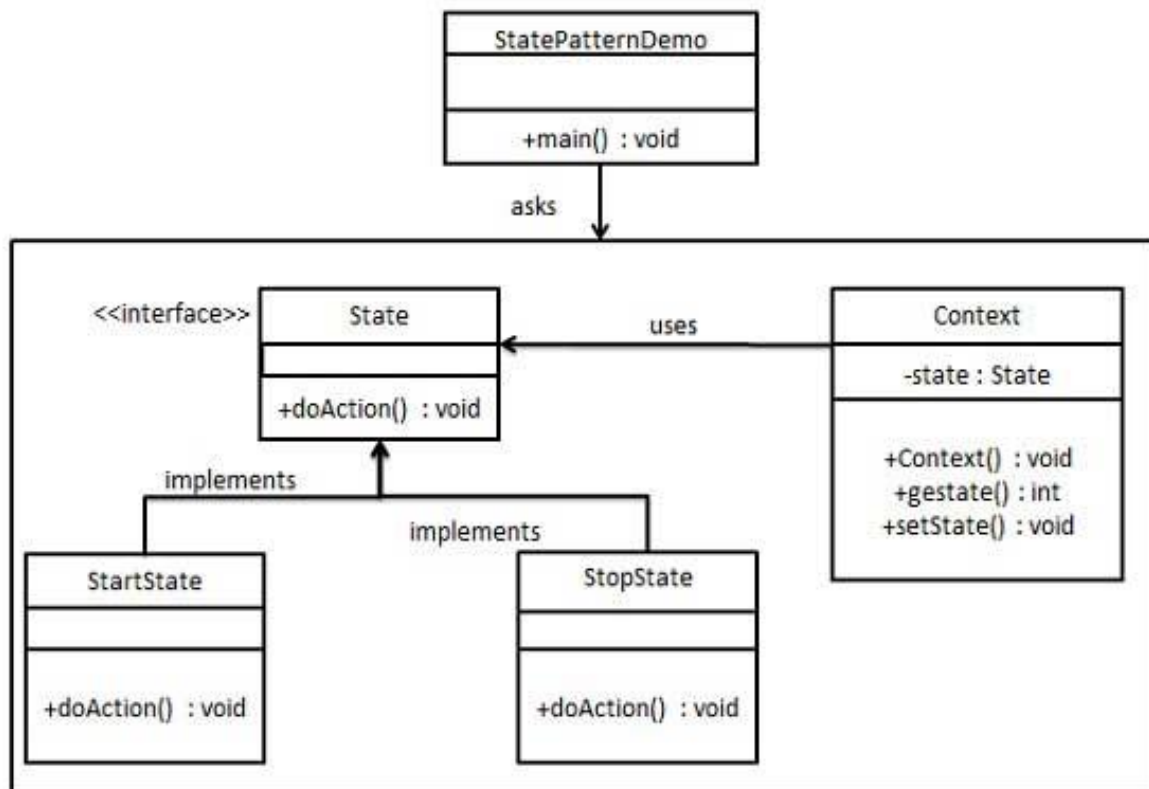 StatePatternDemo
+main() : void
asks
<<interface>>
State
+doAction() : void
uses
Context
-state : State
+Context() : void
+gestate() : int
+setState() : void
implements
implements
StartState
+doAction() : void
StopState
+doAction() : void